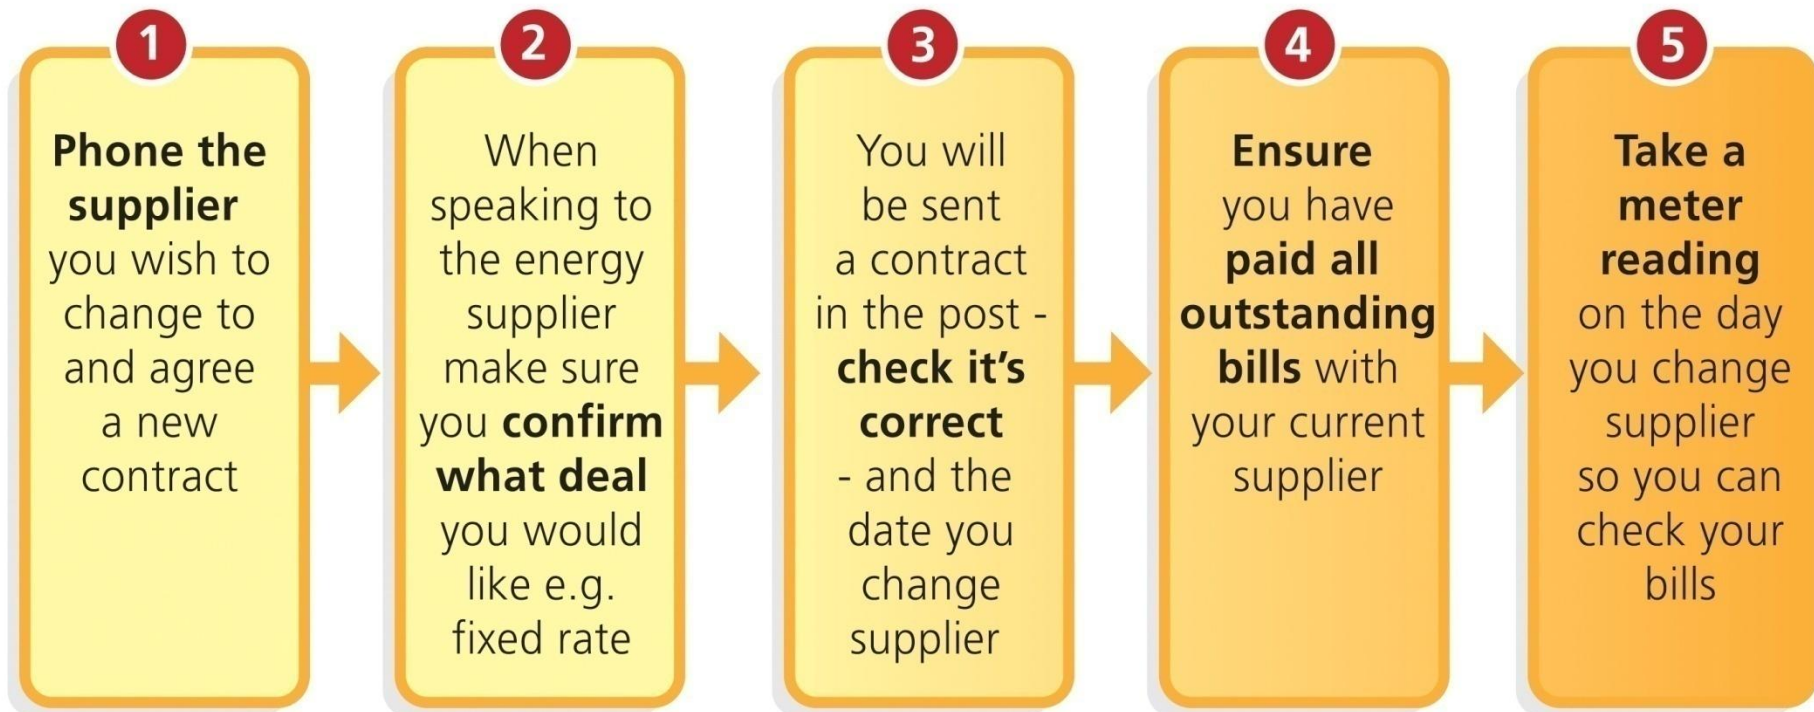 1
Phone the
supplier
you wish to
change to
and agree
a new
contract
2
When
speaking to
the energy
supplier
make sure
you confirm
what deal
you would
like e.g.
fixed rate
3
You will
be sent
a contract
in the post -
check it's
correct
- and the
date you
change
supplier
4
Ensure
you have
paid all
outstanding
bills with
your current
supplier
5
Take a
meter
reading
on the day
you change
supplier
so you can
check your
bills